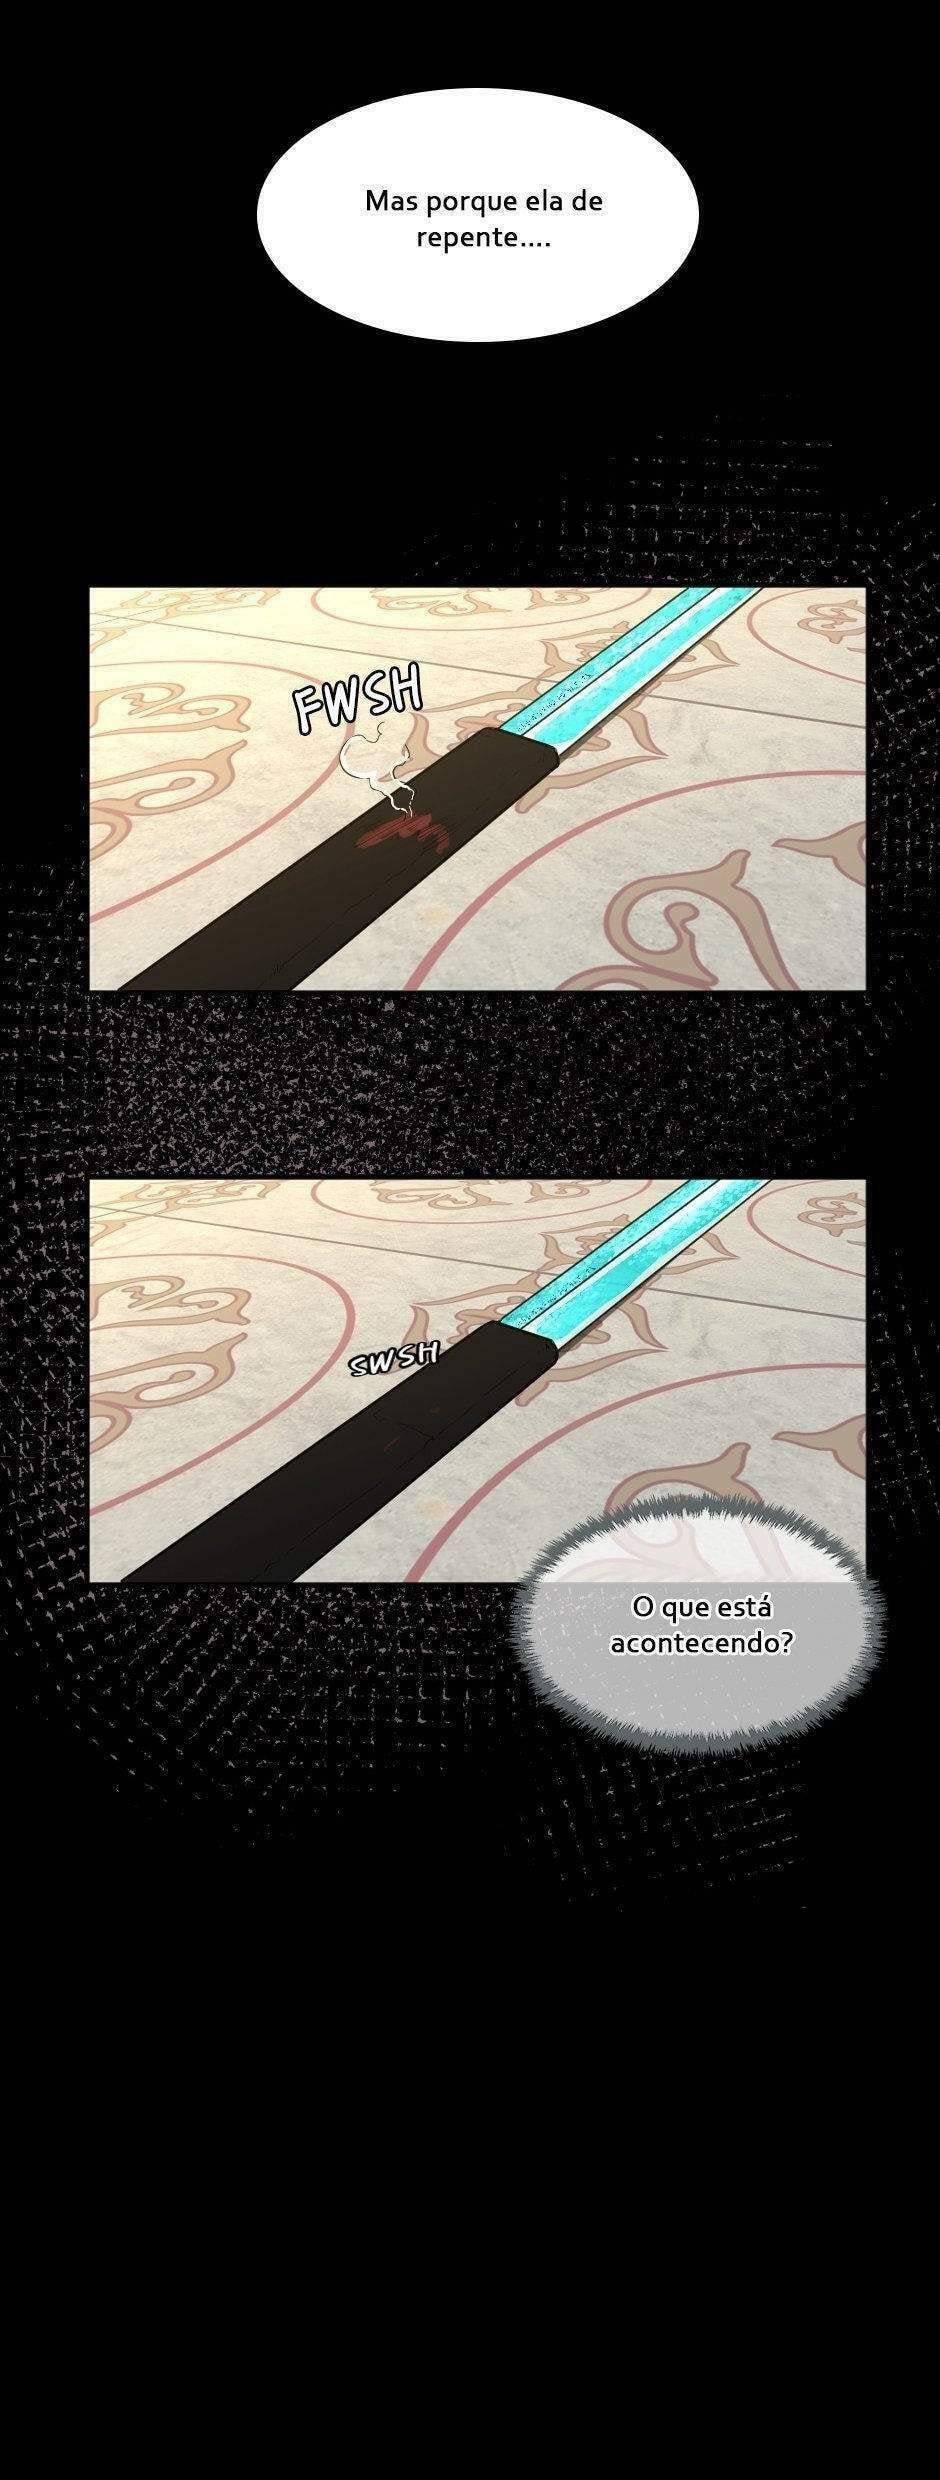 Mas porque ela de
repente....
FWSH
SWSH
O que está
acontecendo?